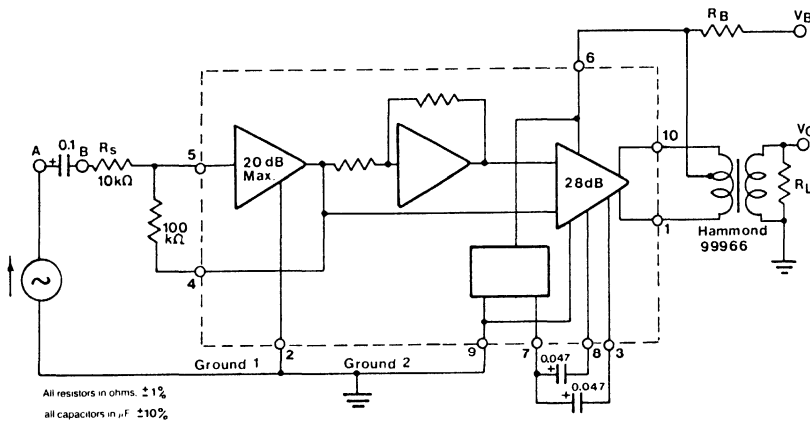 R_B
V_B
6
A
+
0.1
B
R_S
10kΩ
5
20 dB
Max.
10
V_O
28dB
R_L
100
kΩ
4
1
Hammond
99966
Ground 1
2
Ground 2
9
7
0.047
+
8
3
0.047
+
All resistors in ohms. ±1%
all capacitors in μF ±10%